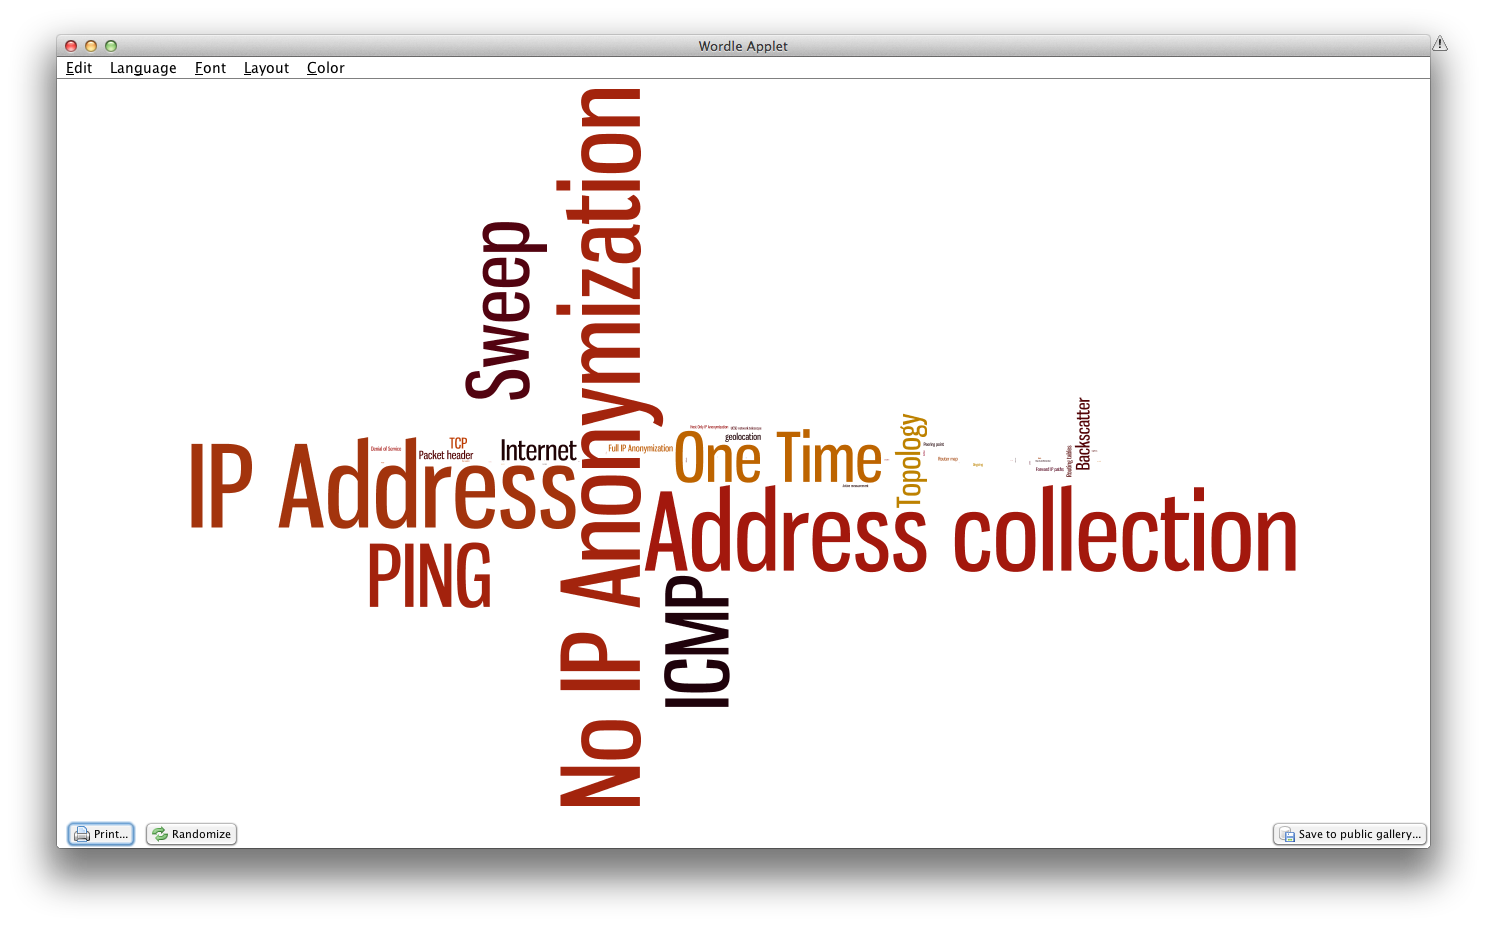 Wordle Applet
Edit Language Font Layout Color
No IP Anonymization
Sweep
IP Address
Denial of Service
TCP
Packet header
Internet
Full IP Anonymization
geolocation
One Time
Topology
Peering point
Router map
Forward IP paths
Routing tables
Backscatter
Address collection
PING
ICMP
Print...
Randomize
Save to public gallery...